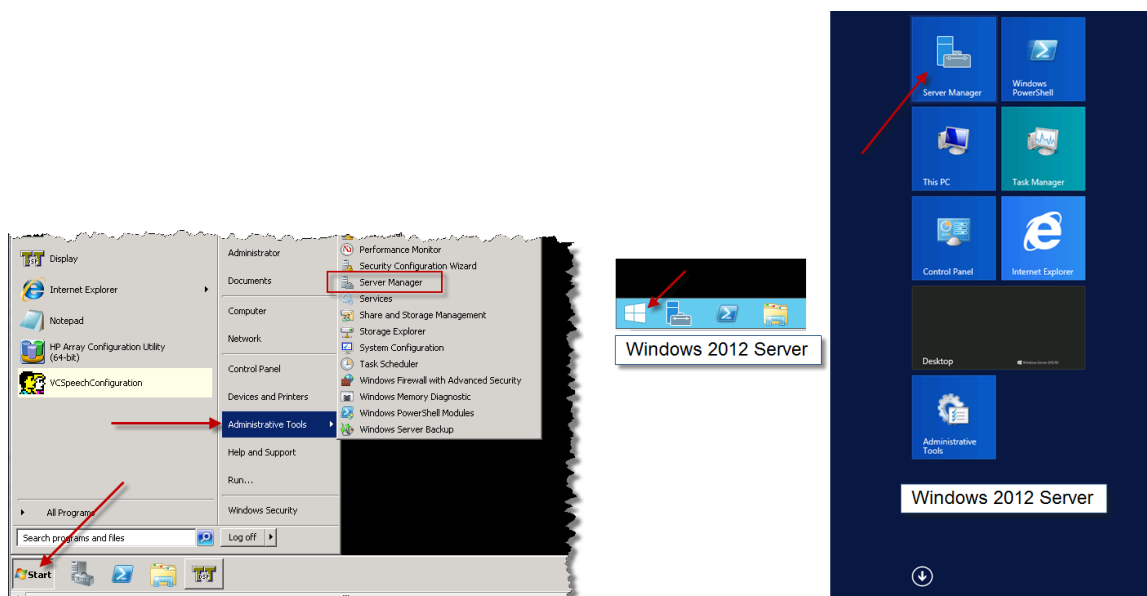 Display
Internet Explorer
Notepad
HP Array Configuration Utility
(64-bit)
VCSpeechConfiguration
All Programs
Search programs and files
Start
Administrator
Documents
Computer
Network
Control Panel
Devices and Printers
Administrative Tools
Help and Support
Run...
Windows Security
Log off
Performance Monitor
Security Configuration Wizard
Server Manager
Services
Share and Storage Management
Storage Explorer
System Configuration
Task Scheduler
Windows Firewall with Advanced Security
Windows Memory Diagnostic
Windows PowerShell Modules
Windows Server Backup
Windows 2012 Server
Server Manager
Windows
PowerShell
This PC
Task Manager
Control Panel
Internet Explorer
Desktop
Administrative
Tools
Windows 2012 Server